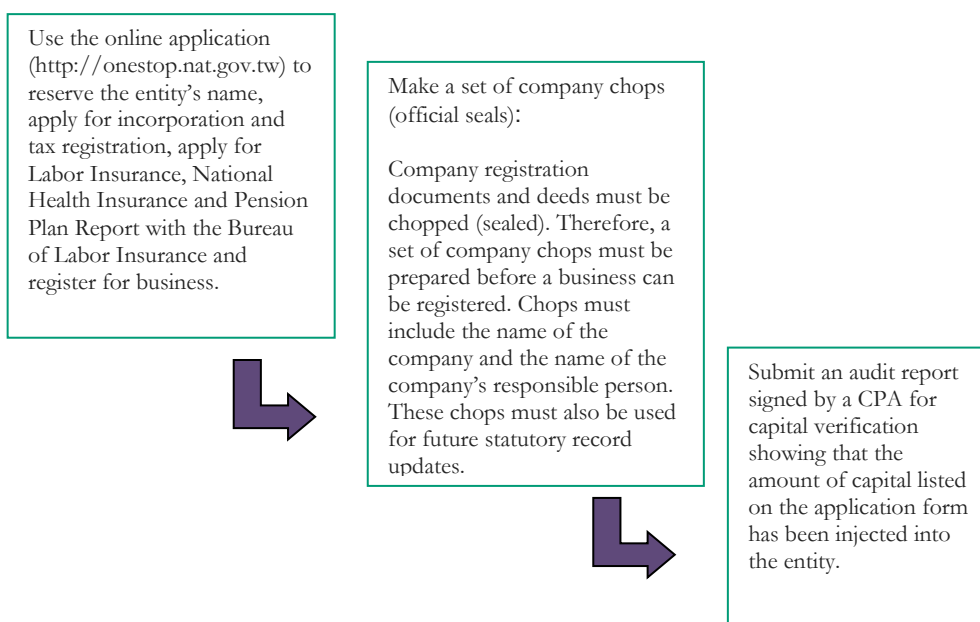 Use the online application
(http://onestop.nat.gov.tw) to
reserve the entity’s name,
apply for incorporation and
tax registration, apply for
Labor Insurance, National
Health Insurance and Pension
Plan Report with the Bureau
of Labor Insurance and
register for business.
Make a set of company chops
(official seals):
Company registration
documents and deeds must be
chopped (sealed). Therefore, a
set of company chops must be
prepared before a business can
be registered. Chops must
include the name of the
company and the name of the
company’s responsible person.
These chops must also be used
for future statutory record
updates.
Submit an audit report
signed by a CPA for
capital verification
showing that the
amount of capital listed
on the application form
has been injected into
the entity.